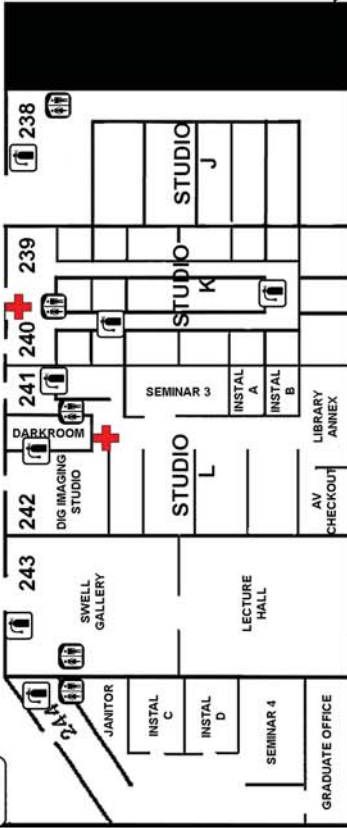 244
243
242
241
240
239
238
DARKROOM
DIG IMAGING
STUDIO
SWELL
GALLERY
JANITOR
INSTAL
C
INSTAL
D
SEMINAR 4
GRADUATE OFFICE
LECTURE
HALL
STUDIO
L
SEMINAR 3
INSTAL
A
INSTAL
B
AV
CHECKOUT
LIBRARY
ANNEX
STUDIO
K
STUDIO
J